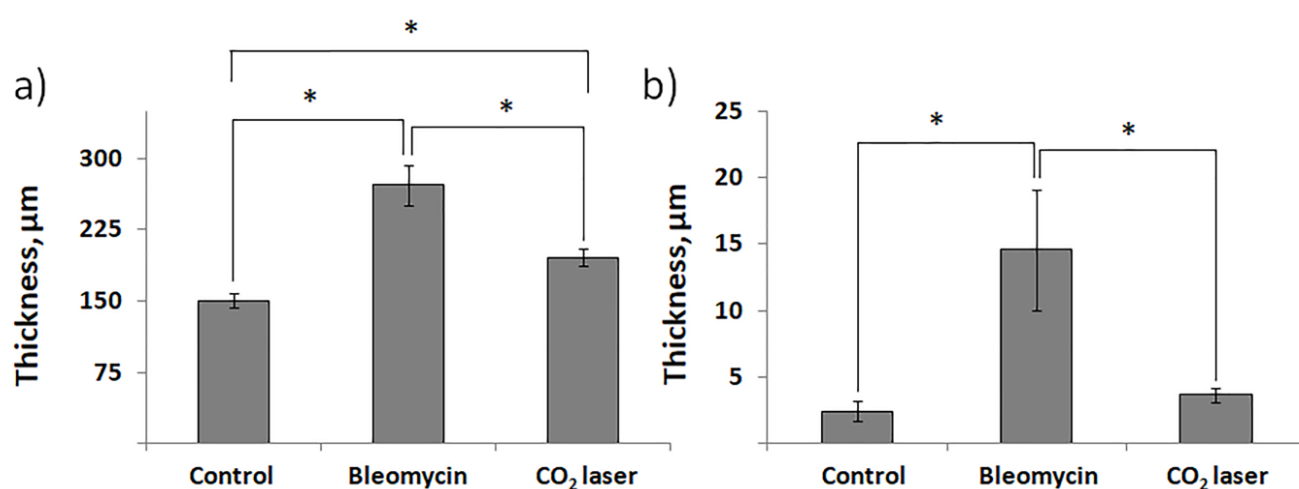 a)
*
*
*
Thickness, µm
300
225
150
75
Control
Bleomycin
CO₂ laser
b)
*
*
Thickness, µm
25
20
15
10
5
Control
Bleomycin
CO₂ laser